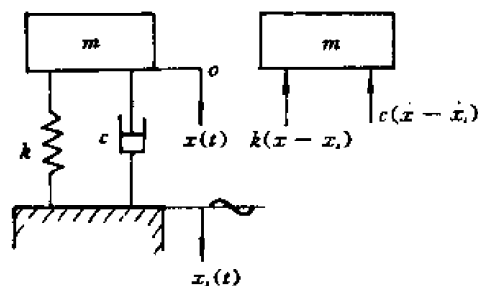 m
m
o
k
c
x(t)
k(x − xₛ)
c(ẋ − ẋₛ)
xₛ(t)